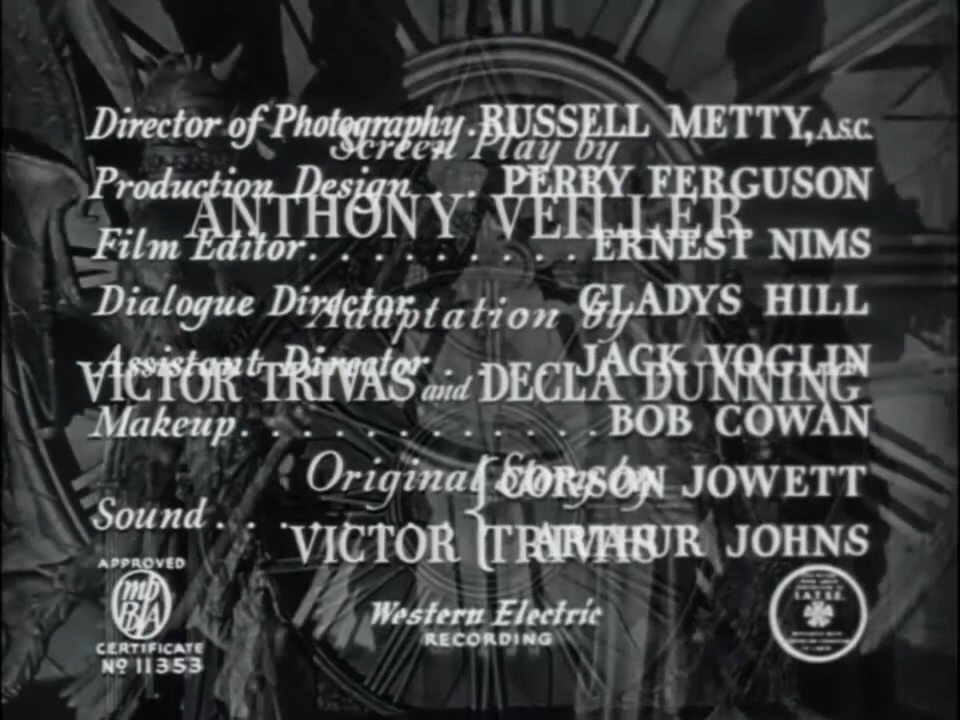 Director of Photography. RUSSELL METTY, A.S.C.
Screen Play by
Production Design . . . PERRY FERGUSON
ANTHONY VEILLER
Film Editor . . . . . . . . . . ERNEST NIMS
Dialogue Director GLADYS HILL
Adaptation by
Assistant Director . . JACK VOGLIN
VICTOR TRIVAS and DECLA DUNNING
Makeup . . . . . . . . . . . . . BOB COWAN
Original Story by
CORSON JOWETT
Sound . . . . . . . .
VICTOR TRIVAS
ARTHUR JOHNS
APPROVED
MPPDA
CERTIFICATE
No 11353
Western Electric
RECORDING
I.A.T.S.E.